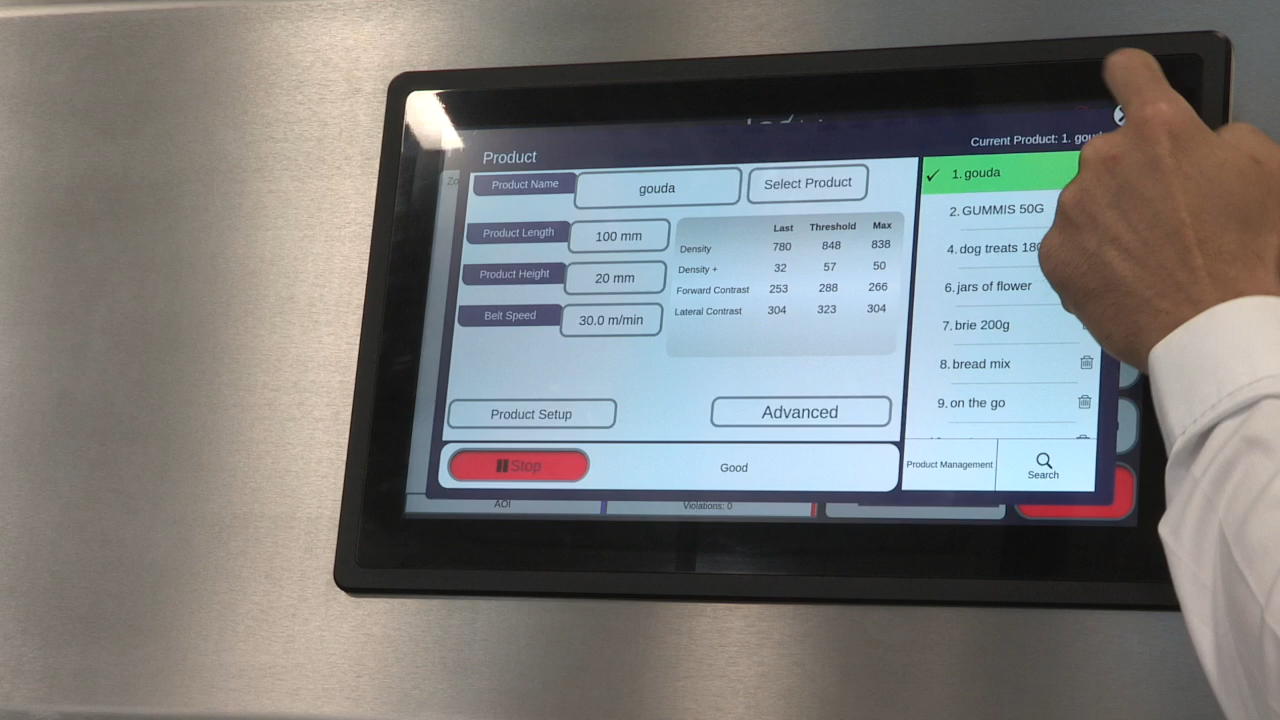 Current Product: 1. gou
Product
Product Name gouda Select Product
Product Length 100 mm
Product Height 20 mm
Belt Speed 30.0 m/min
Last Threshold Max
Density 780 848 838
Density + 32 57 50
Forward Contrast 253 288 266
Lateral Contrast 304 323 304
Product Setup Advanced
Stop Good
✓ 1. gouda
2. GUMMIS 50G
4. dog treats 180
6. jars of flower
7. brie 200g
8. bread mix
9. on the go
Product Management Search
AOI Violations: 0
Zo